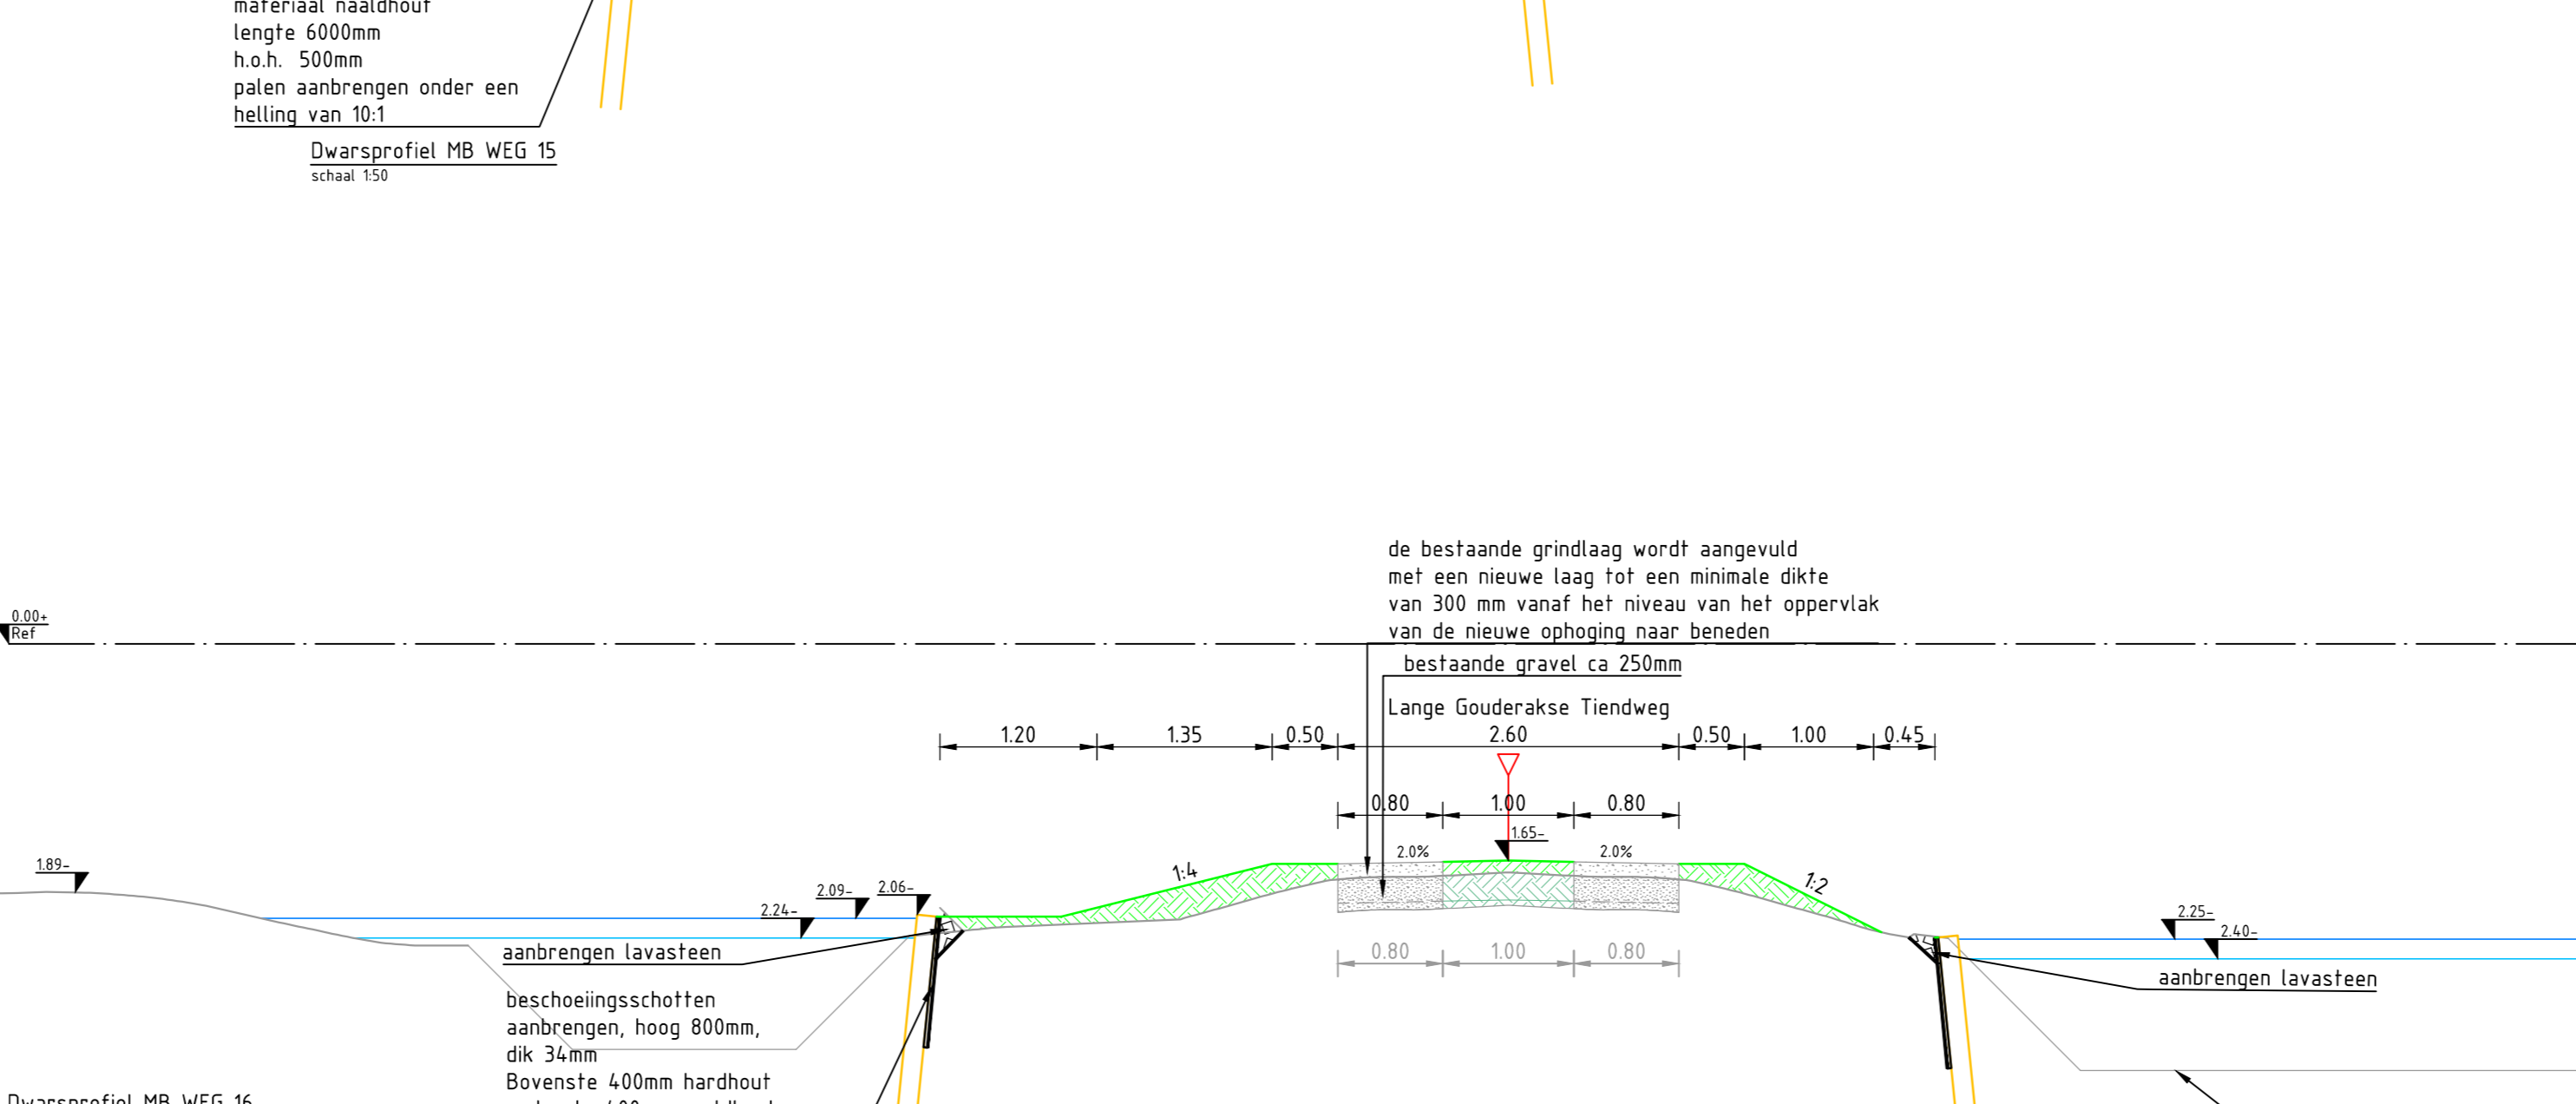 materiaal naaldhout
lengte 6000mm
h.o.h. 500mm
palen aanbrengen onder een
helling van 10:1
Dwarsprofiel MB WEG 15
schaal 1:50
de bestaande grindlaag wordt aangevuld
met een nieuwe laag tot een minimale dikte
van 300 mm vanaf het niveau van het oppervlak
van de nieuwe ophoging naar beneden
0.00+
Ref
bestaande gravel ca 250mm
Lange Gouderakse Tiendweg
1.20 1.35 0.50 2.60 0.50 1.00 0.45
0.80 1.00 0.80
1.65-
2.0% 2.0%
1.89-
1:4
1:2
2.09- 2.06-
2.24-
2.25-
2.40-
aanbrengen lavasteen
0.80 1.00 0.80
aanbrengen lavasteen
beschoeiingsschotten
aanbrengen, hoog 800mm,
dik 34mm
Bovenste 400mm hardhout
Dwarsprofiel MB WEG 16